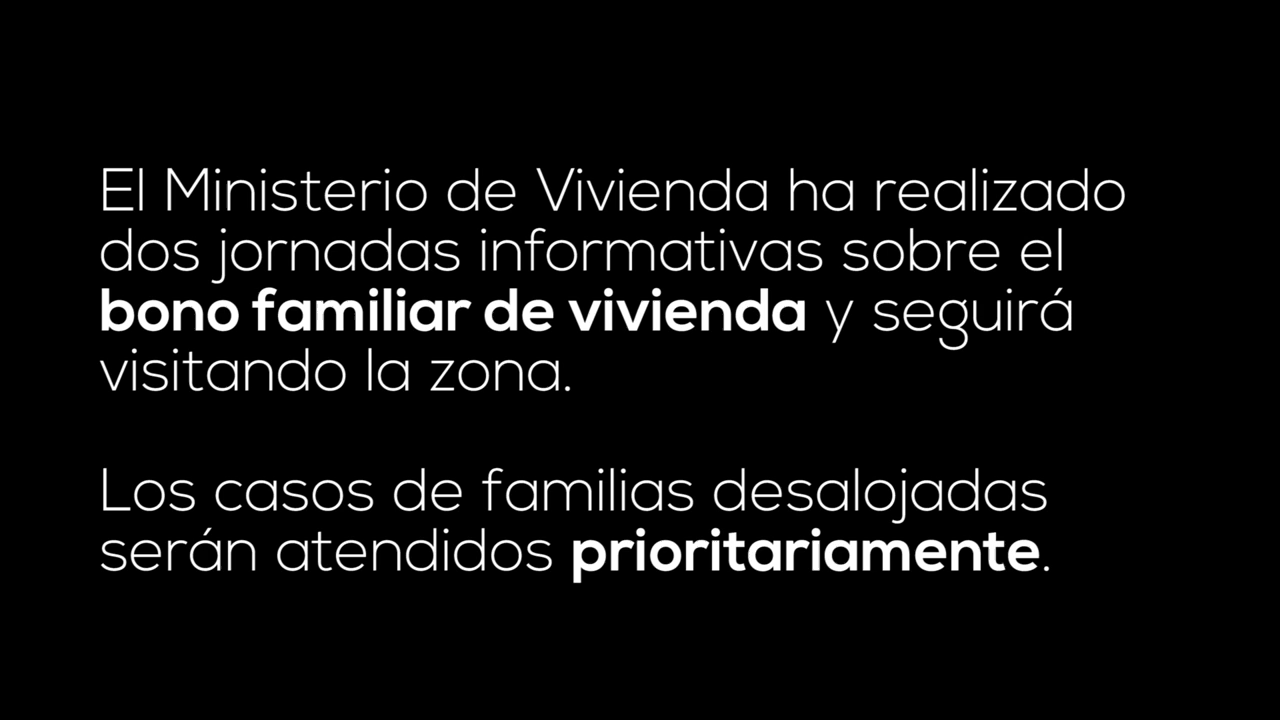 El Ministerio de Vivienda ha realizado
dos jornadas informativas sobre el
bono familiar de vivienda y seguirá
visitando la zona.
Los casos de familias desalojadas
serán atendidos prioritariamente.